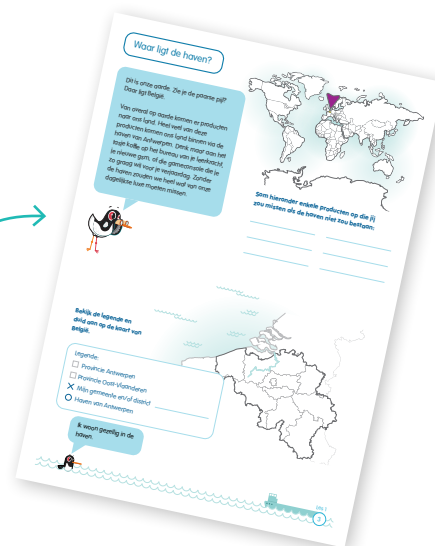 Waar ligt de haven?
Dit is onze aarde. Zie je de paarse pijl?
Daar ligt België.
Van overal op aarde komen er producten
naar ons land. Heel veel van deze
producten komen ons land binnen via de
haven van Antwerpen. Denk maar aan het
tasje koffie op het bureau van je leerkracht
je nieuwe gsm, of die gameconsole die je
zo graag wil voor je verjaardag. Zonder
de haven zouden we heel wat van onze
dagelijkse luxe moeten missen.
Som hieronder enkele producten op die jij
zou missen als de haven niet zou bestaan:
Bekijk de legende en
duid aan op de kaart van
België.
Legende:
Provincie Antwerpen
Provincie Oost-Vlaanderen
Mijn gemeente en/of district
Haven van Antwerpen
Ik woon gezellig in de
haven.
3